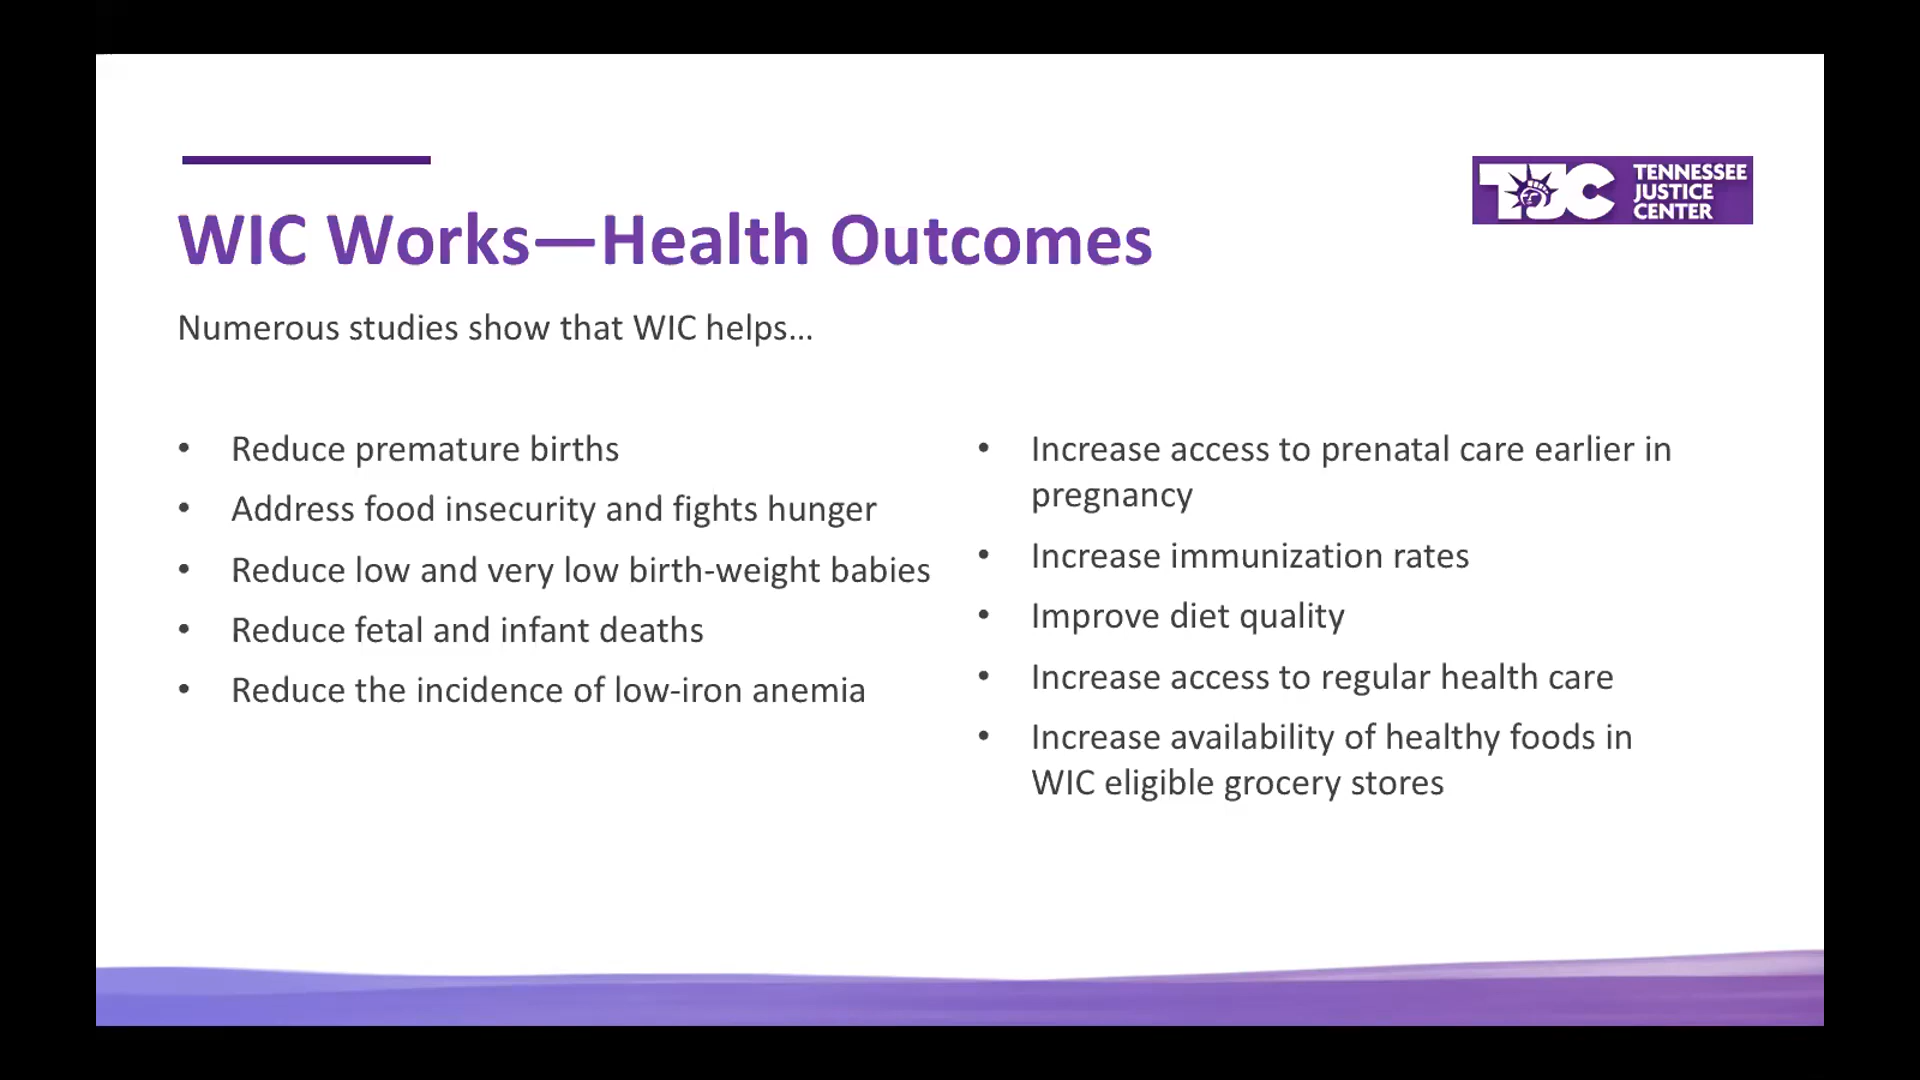 TJC TENNESSEE
JUSTICE
CENTER
WIC Works—Health Outcomes
Numerous studies show that WIC helps...
• Reduce premature births
• Address food insecurity and fights hunger
• Reduce low and very low birth-weight babies
• Reduce fetal and infant deaths
• Reduce the incidence of low-iron anemia
• Increase access to prenatal care earlier in
pregnancy
• Increase immunization rates
• Improve diet quality
• Increase access to regular health care
• Increase availability of healthy foods in
WIC eligible grocery stores